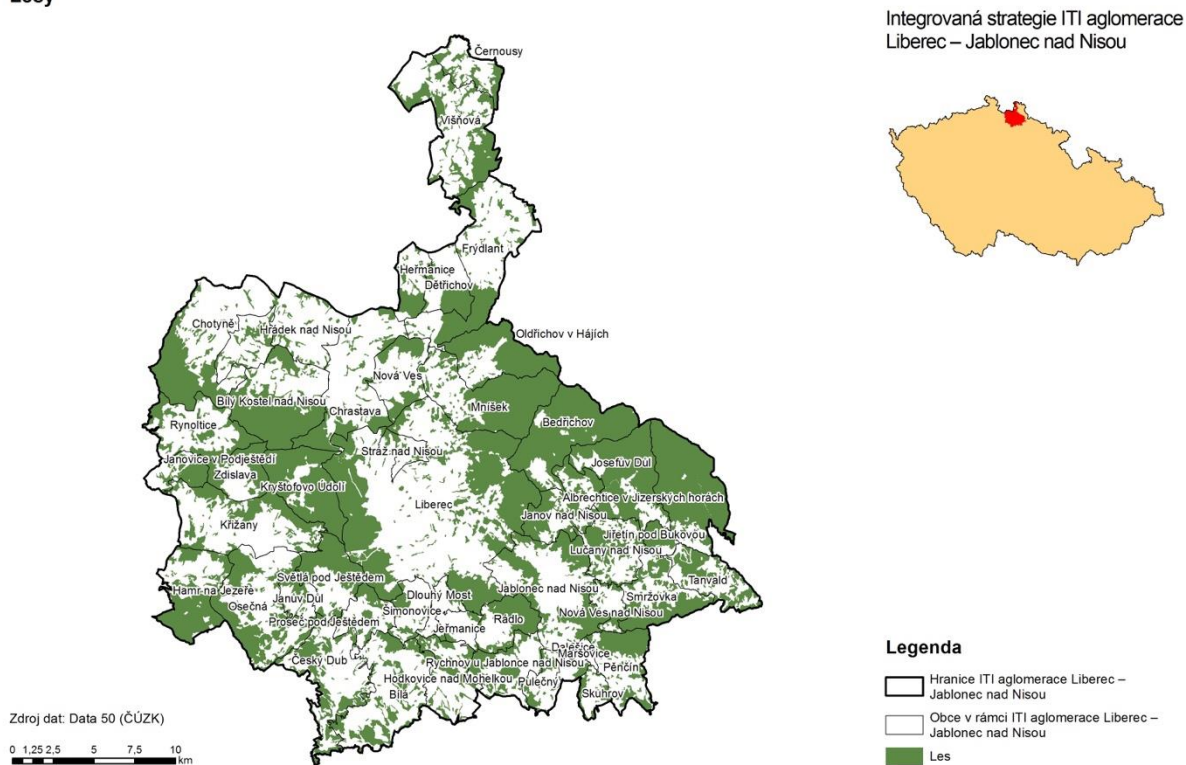 Lesy
Integrovaná strategie ITI aglomerace
Liberec – Jablonec nad Nisou
Černousy
Višňová
Frýdlant
Heřmanice
Dětřichov
Oldřichov v Hájích
Chotyně
Hrádek nad Nisou
Nová Ves
Bílý Kostel nad Nisou
Chrastava
Mníšek
Bedřichov
Rynoltice
Stráž nad Nisou
Josefův Důl
Janovice v Podještědí
Zdislava
Kryštofovo Údolí
Liberec
Albrechtice v Jizerských horách
Janov nad Nisou
Křižany
Jiřetín pod Bukovou
Lučany nad Nisou
Světlá pod Ještědem
Tanvald
Hamr na Jezeře
Osečná
Janův Důl
Dlouhý Most
Jablonec nad Nisou
Smržovka
Šimonovice
Nová Ves nad Nisou
Proseč pod Ještědem
Jeřmanice
Rádlo
Dalešice
Maršovice
Český Dub
Rychnov u Jablonce nad Nisou
Pěnčín
Hodkovice nad Mohelkou
Pulečný
Bílá
Skuhrov
Legenda
Hranice ITI aglomerace Liberec –
Jablonec nad Nisou
Obce v rámci ITI aglomerace Liberec –
Jablonec nad Nisou
Les
Zdroj dat: Data 50 (ČÚZK)
0 1,25 2,5 5 7,5 10
km